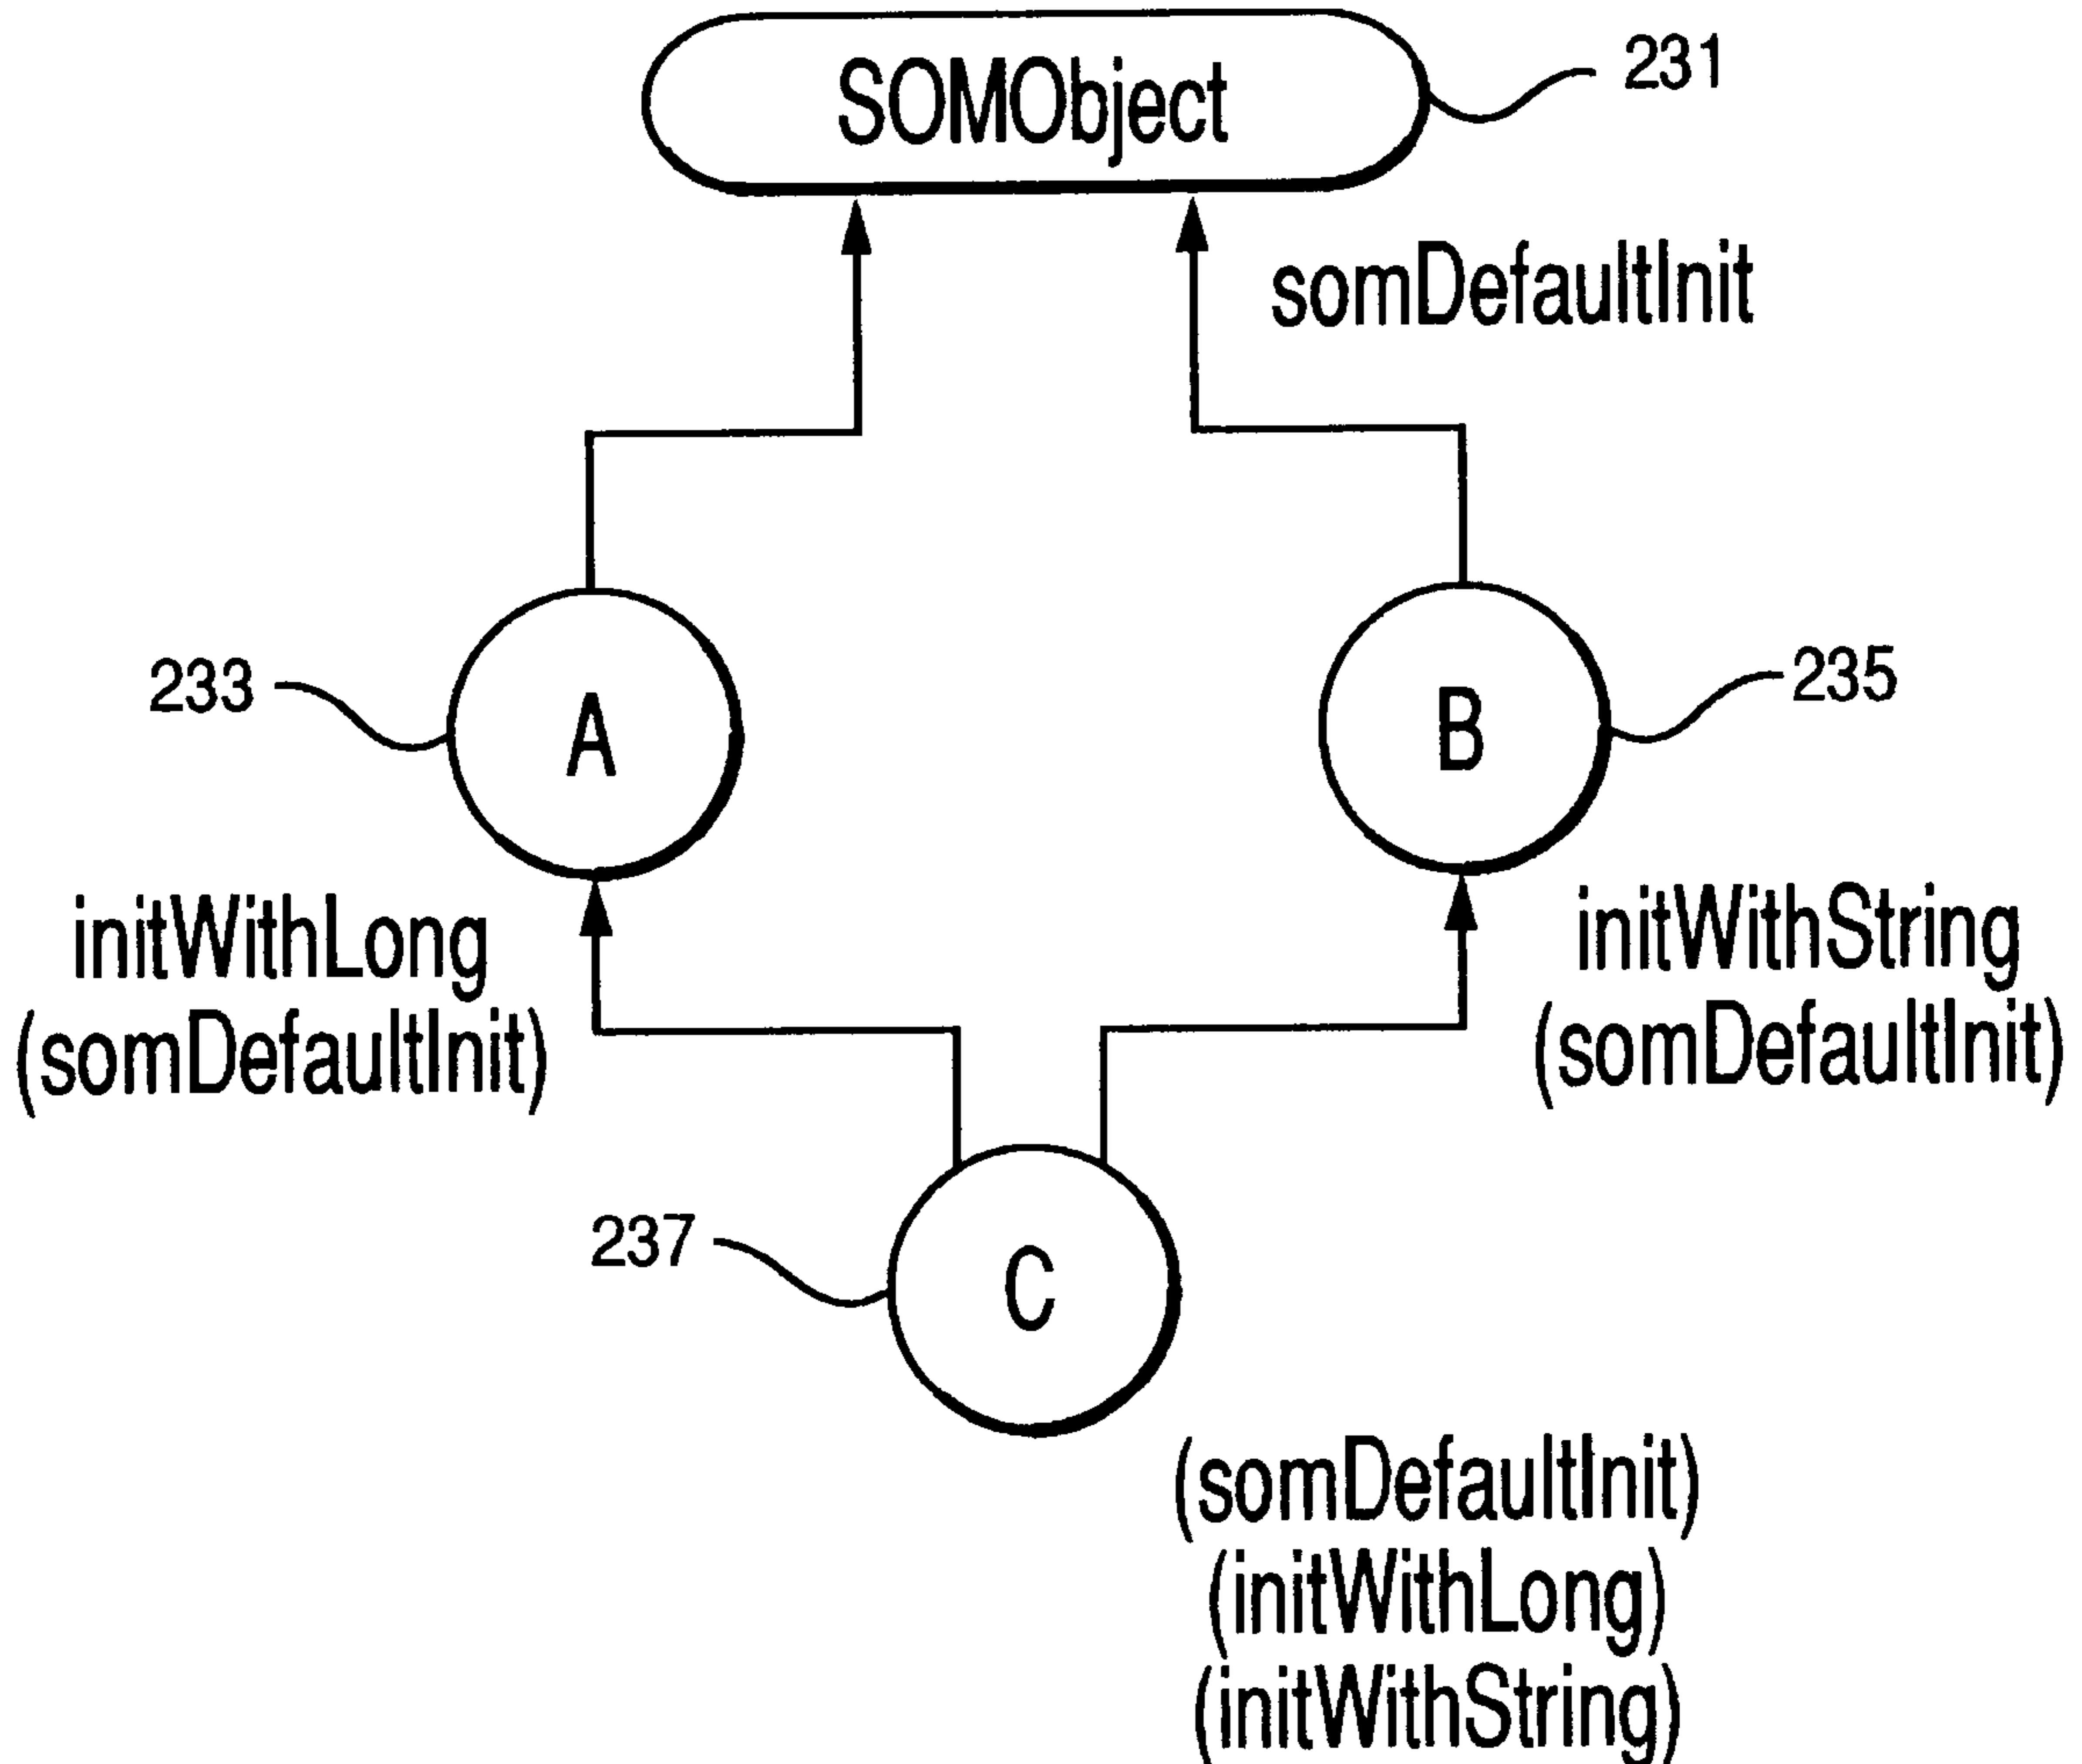 SOMObject
231
somDefaultInit
233
A
B
235
initWithLong
(somDefaultInit)
initWithString
(somDefaultInit)
237
C
(somDefaultInit)
(initWithLong)
(initWithString)